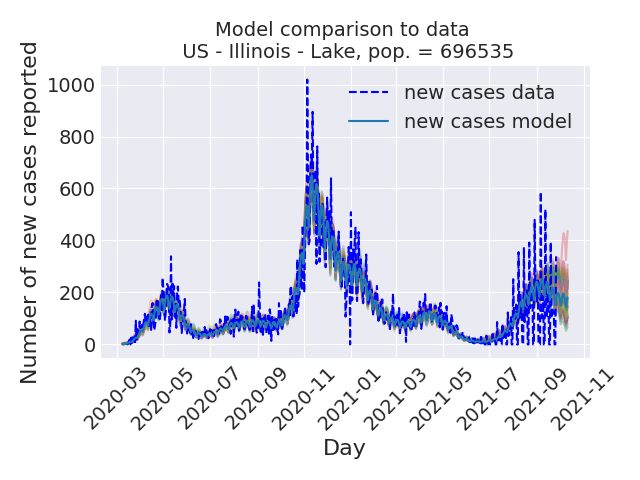 Model comparison to data
US - Illinois - Lake, pop. = 696535
new cases data
new cases model
Number of new cases reported
1000
800
600
400
200
0
2020-03
2020-05
2020-07
2020-09
2020-11
2021-01
2021-03
2021-05
2021-07
2021-09
2021-11
Day